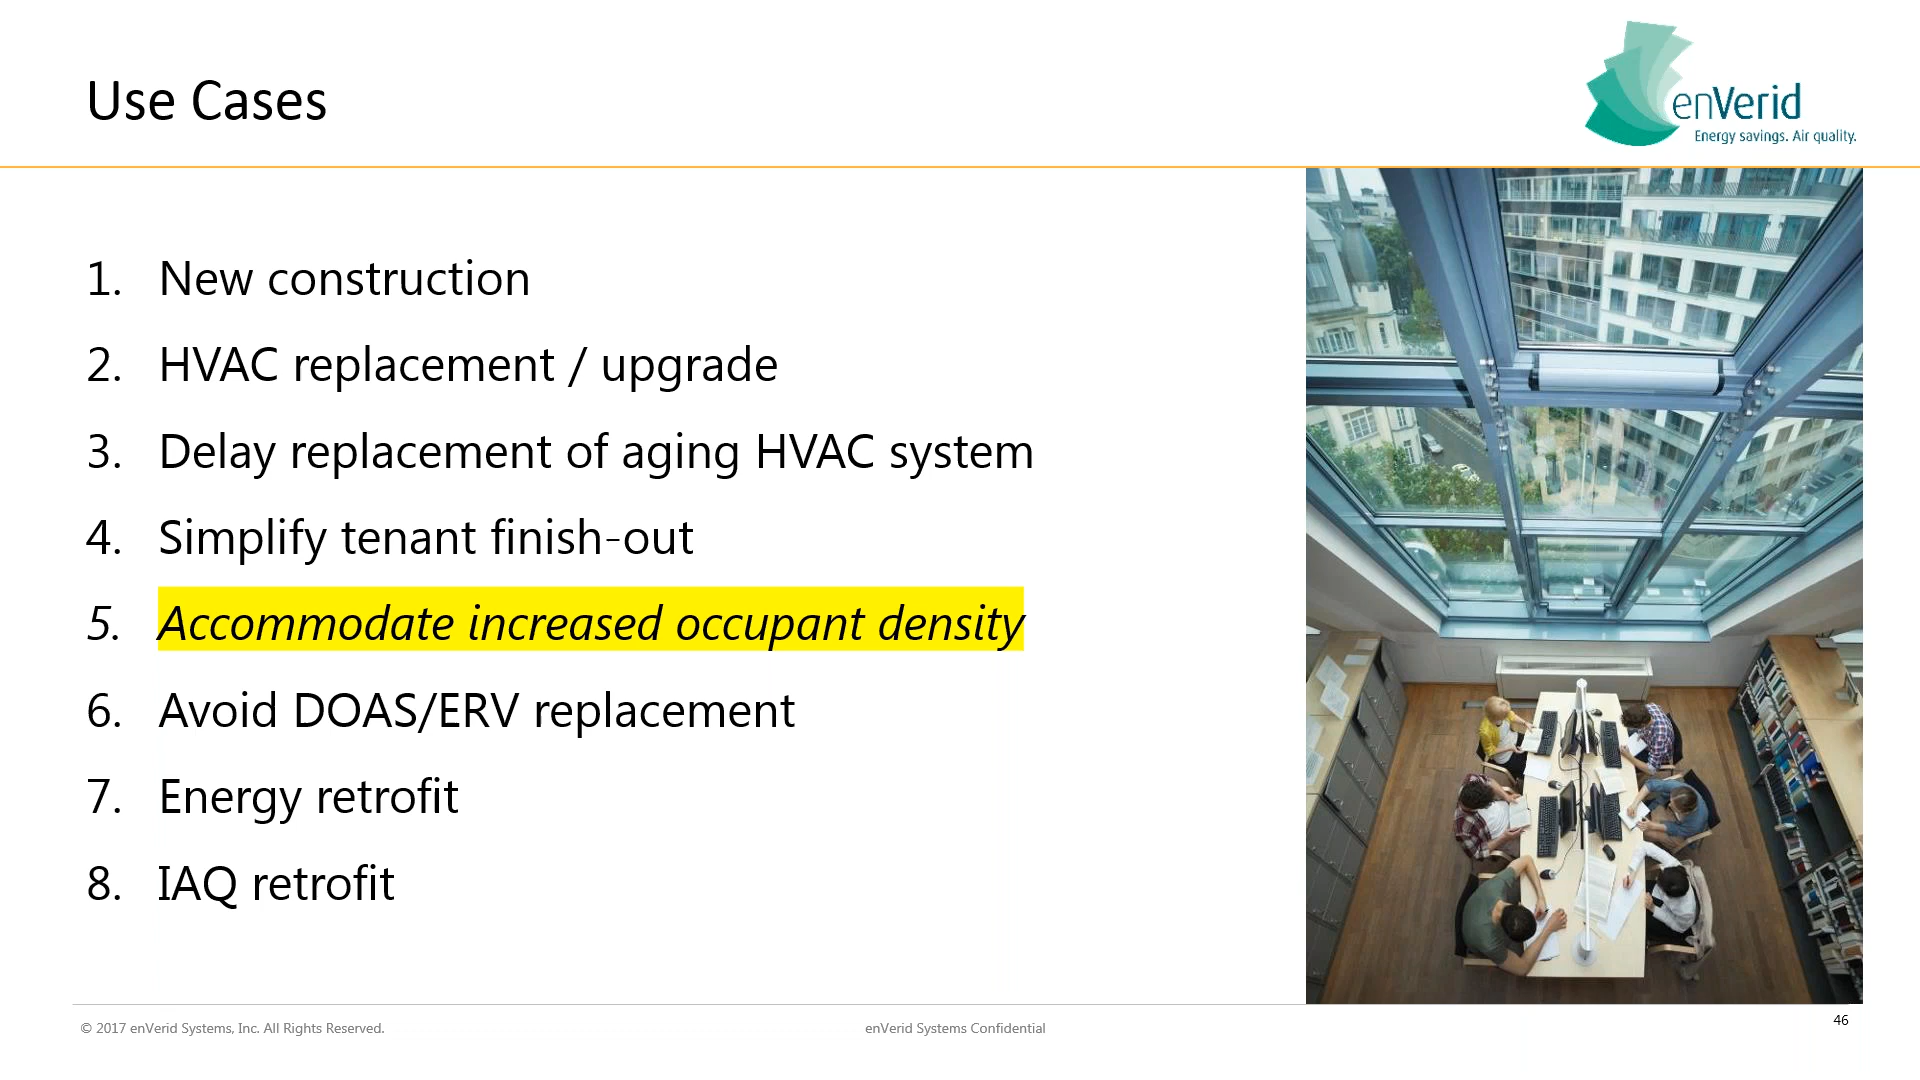 Use Cases
enVerid
Energy savings. Air quality.
1. New construction
2. HVAC replacement / upgrade
3. Delay replacement of aging HVAC system
4. Simplify tenant finish-out
5. Accommodate increased occupant density
6. Avoid DOAS/ERV replacement
7. Energy retrofit
8. IAQ retrofit
© 2017 enVerid Systems, Inc. All Rights Reserved.
enVerid Systems Confidential
46